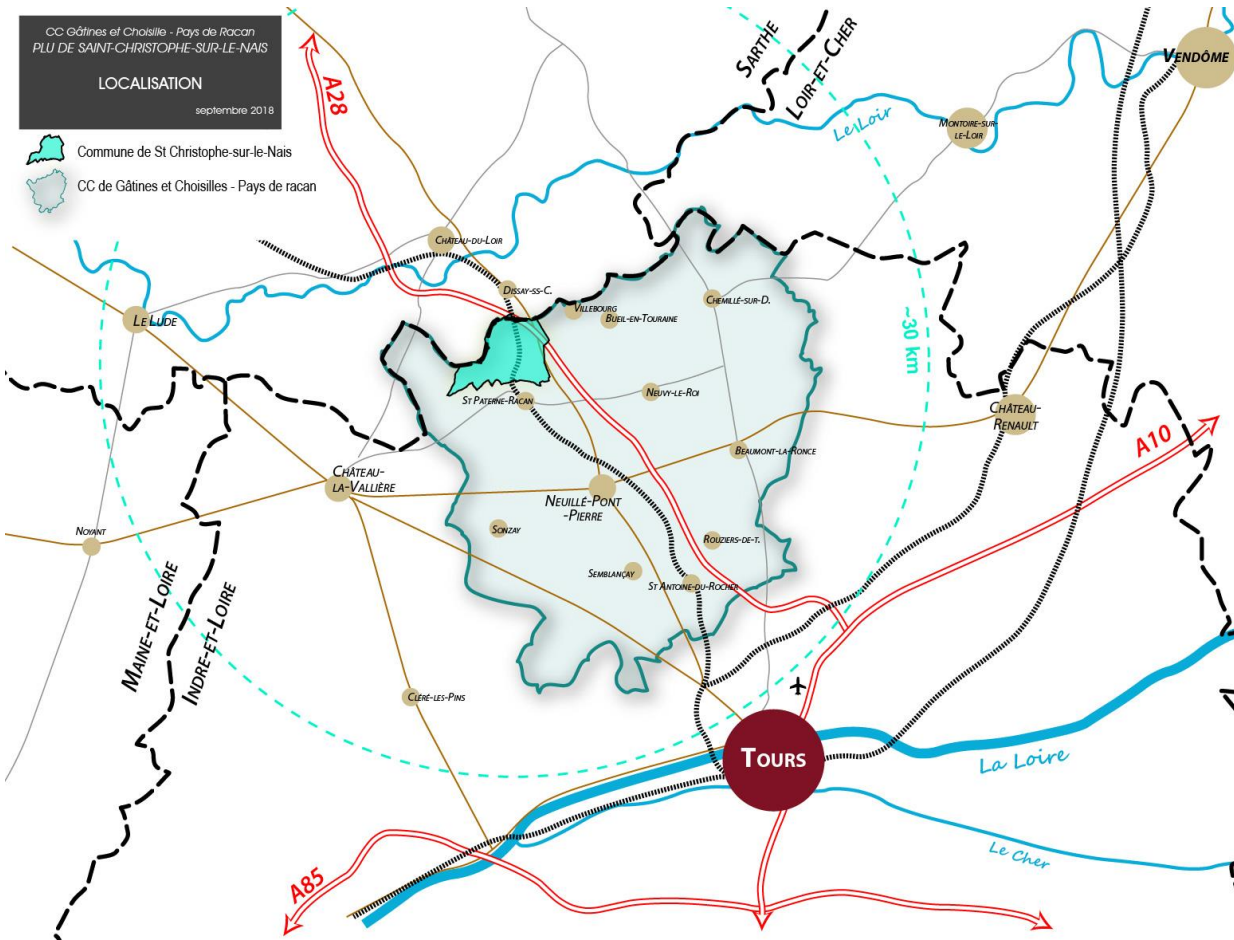 CC Gâtines et Choisille - Pays de Racan
PLU DE SAINT-CHRISTOPHE-SUR-LE-NAIS
LOCALISATION
septembre 2018
Commune de St Christophe-sur-le-Nais
CC de Gâtines et Choisilles - Pays de racan
A28
SARTHE
LOIR-ET-CHER
VENDÔME
Le Loir
MONTOIRE-SUR-
LE-LOIR
CHÂTEAU-DU-LOIR
DISSAY-SS-C.
VILLEBOURG
BUEIL-EN-TOURAINE
CHEMILLÉ-SUR-D.
LE LUDE
~30 km
ST PATERNE-RACAN
NEUVY-LE-ROI
CHÂTEAU-
RENAULT
A10
BEAUMONT-LA-RONCE
CHÂTEAU-
LA-VALLIÈRE
NEUILLÉ-PONT
-PIERRE
NOYANT
SONZAY
ROUZIERS-DE-T.
SEMBLANÇAY
ST ANTOINE-DU-ROCHER
MAINE-ET-LOIRE
INDRE-ET-LOIRE
CLÉRÉ-LES-PINS
TOURS
La Loire
Le Cher
A85